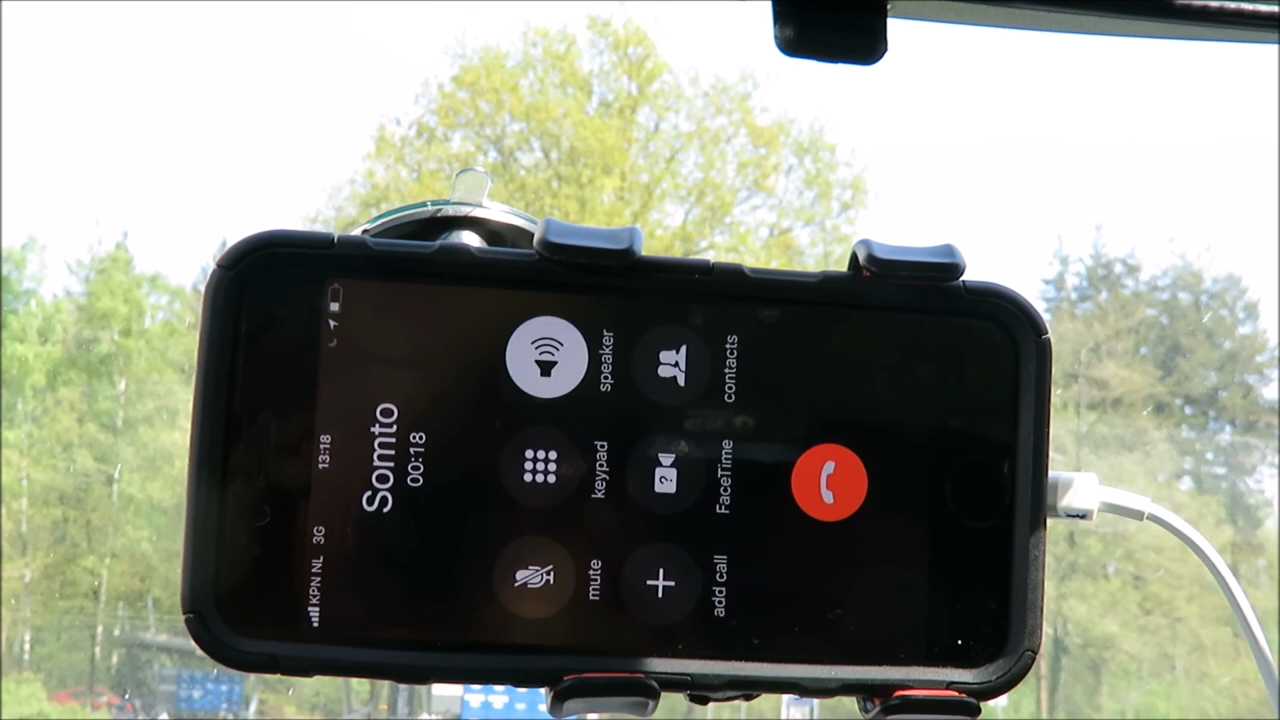 KPN NL 3G 13:18
Somto
00:18
mute keypad speaker
?
add call FaceTime contacts